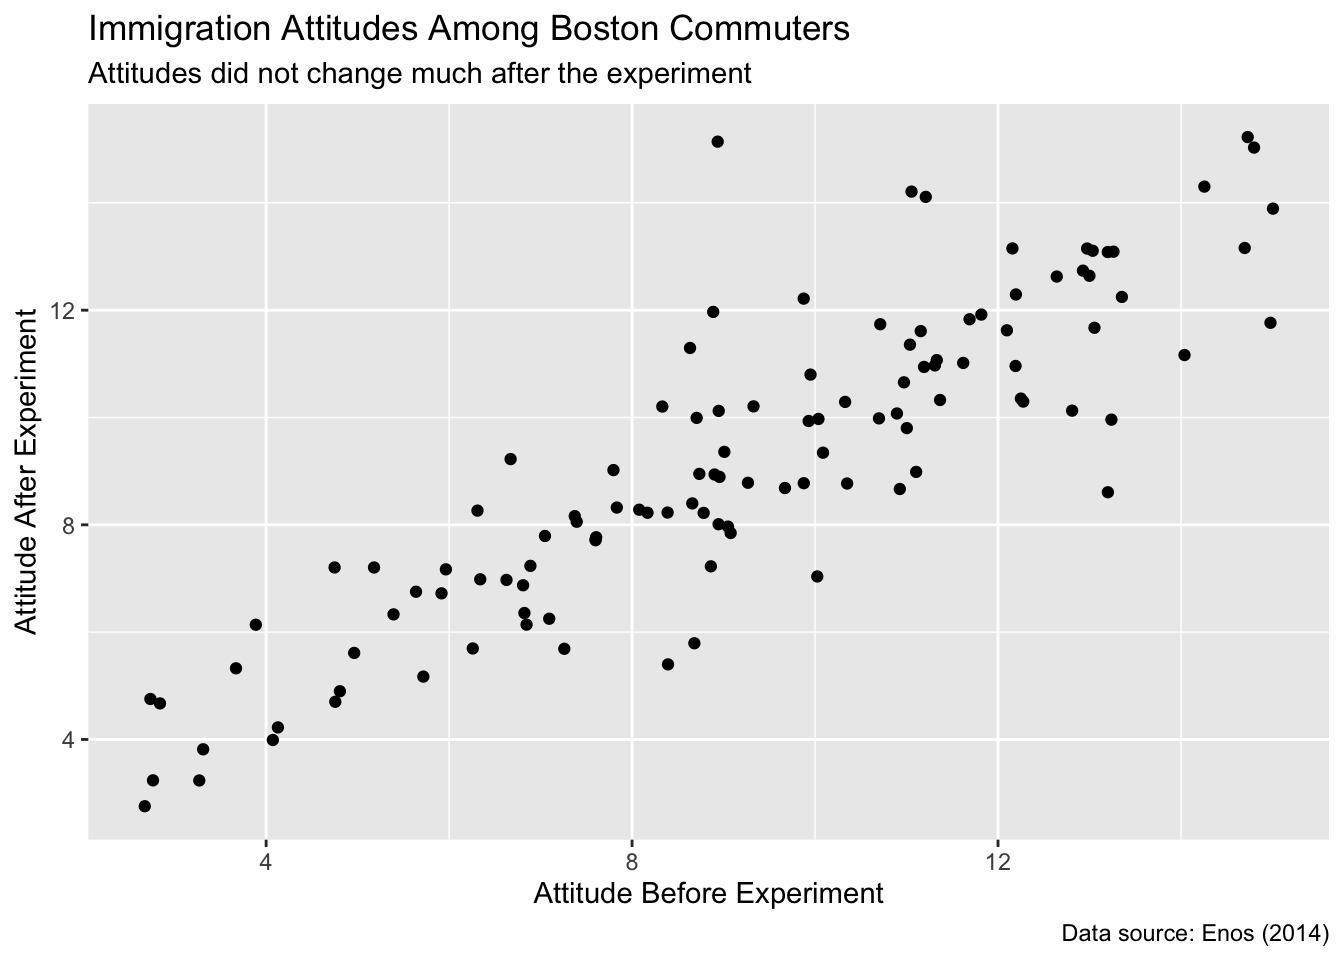 Immigration Attitudes Among Boston Commuters
Attitudes did not change much after the experiment
Attitude After Experiment
12
8
4
4
8
12
Attitude Before Experiment
Data source: Enos (2014)